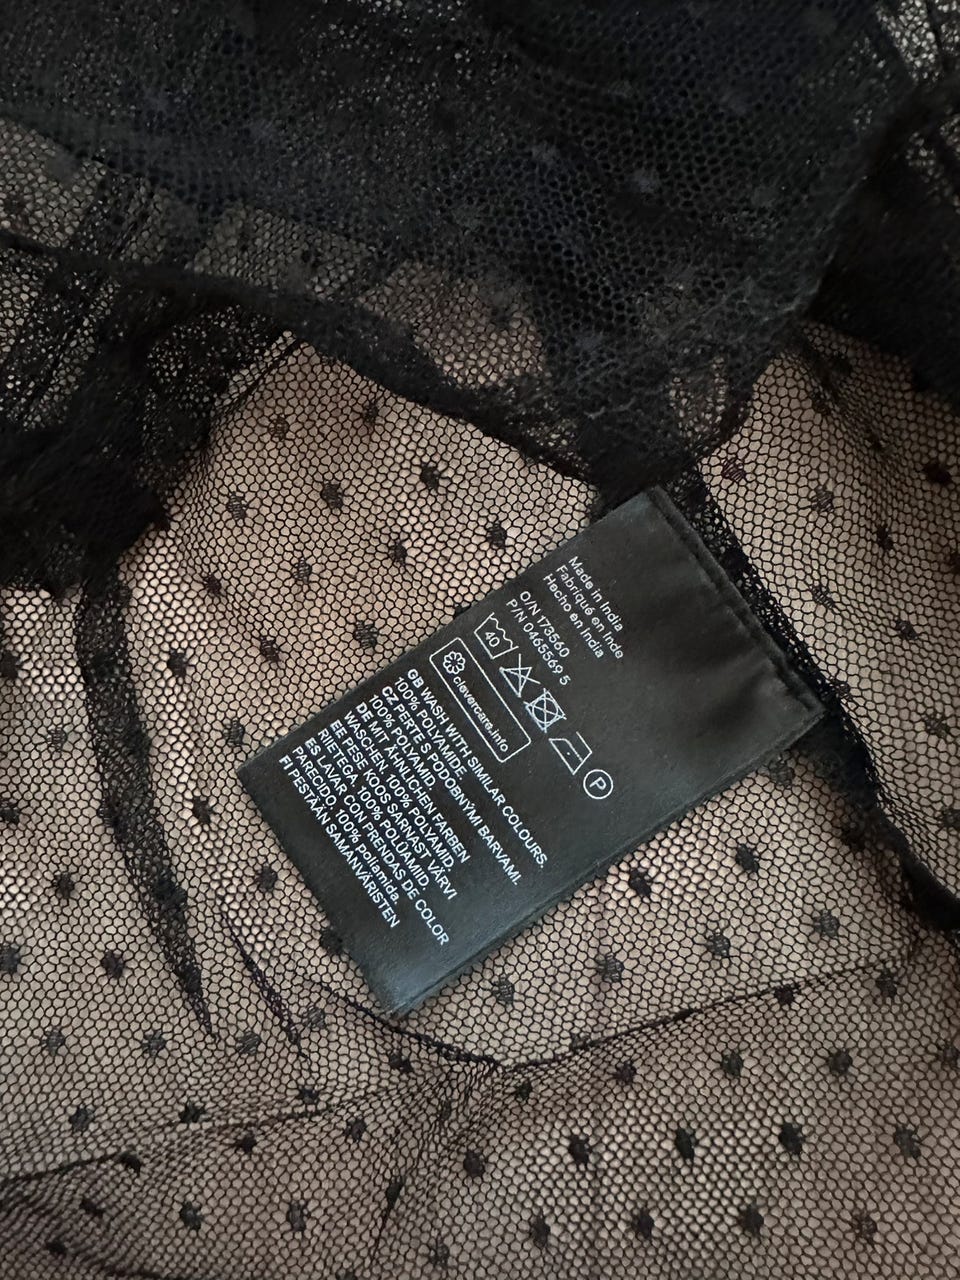 Made in India
Fabriqué en Inde
Hecho en India
O/N 173560
P/N 0465569 5
40
P
clevercare.info
GB WASH WITH SIMILAR COLOURS.
100% POLYAMIDE
CZ PERTE S PODOBNÝMI BARVAMI.
100% POLYAMID
DE MIT ÄHNLICHEN FARBEN
WASCHEN. 100% POLYAMID.
EE PESE KOOS SARNAST VÄRVI
RIIETEGA. 100% POLÜAMIID.
ES LAVAR CON PRENDAS DE COLOR
PARECIDO. 100% poliamida.
FI PESTÄÄN SAMANVÄRISTEN